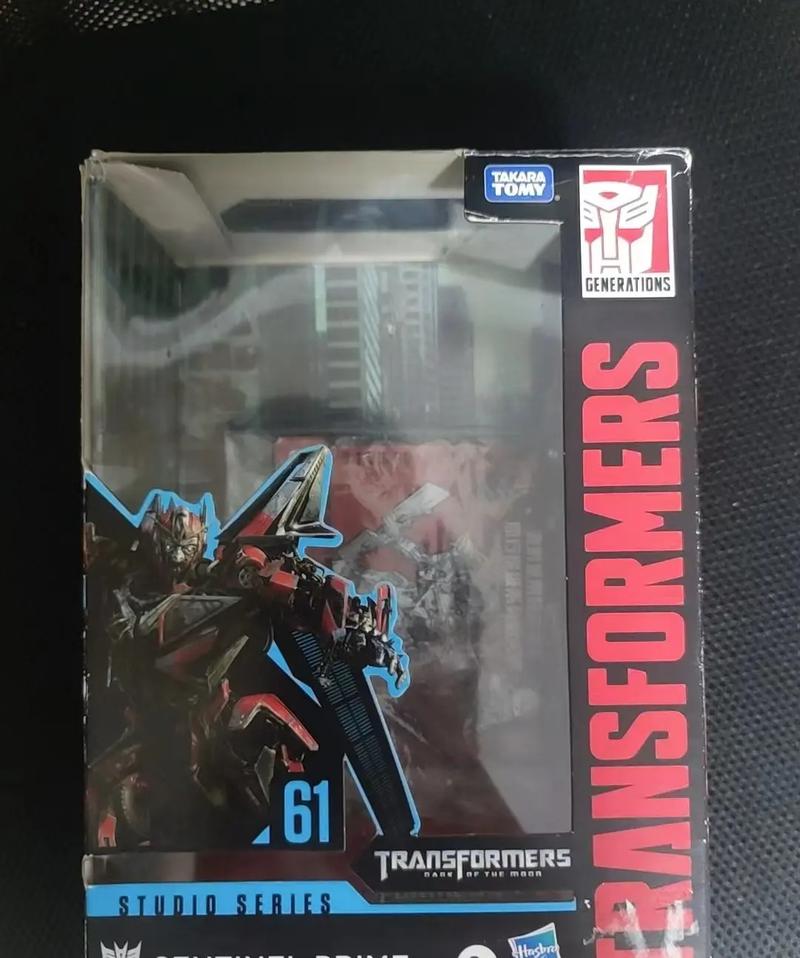 TAKARA
TOMY
GENERATIONS
TRANSFORMERS
61
TRANSFORMERS
DARK OF THE MOON
STUDIO SERIES
SENTINEL PRIME
Hasbro